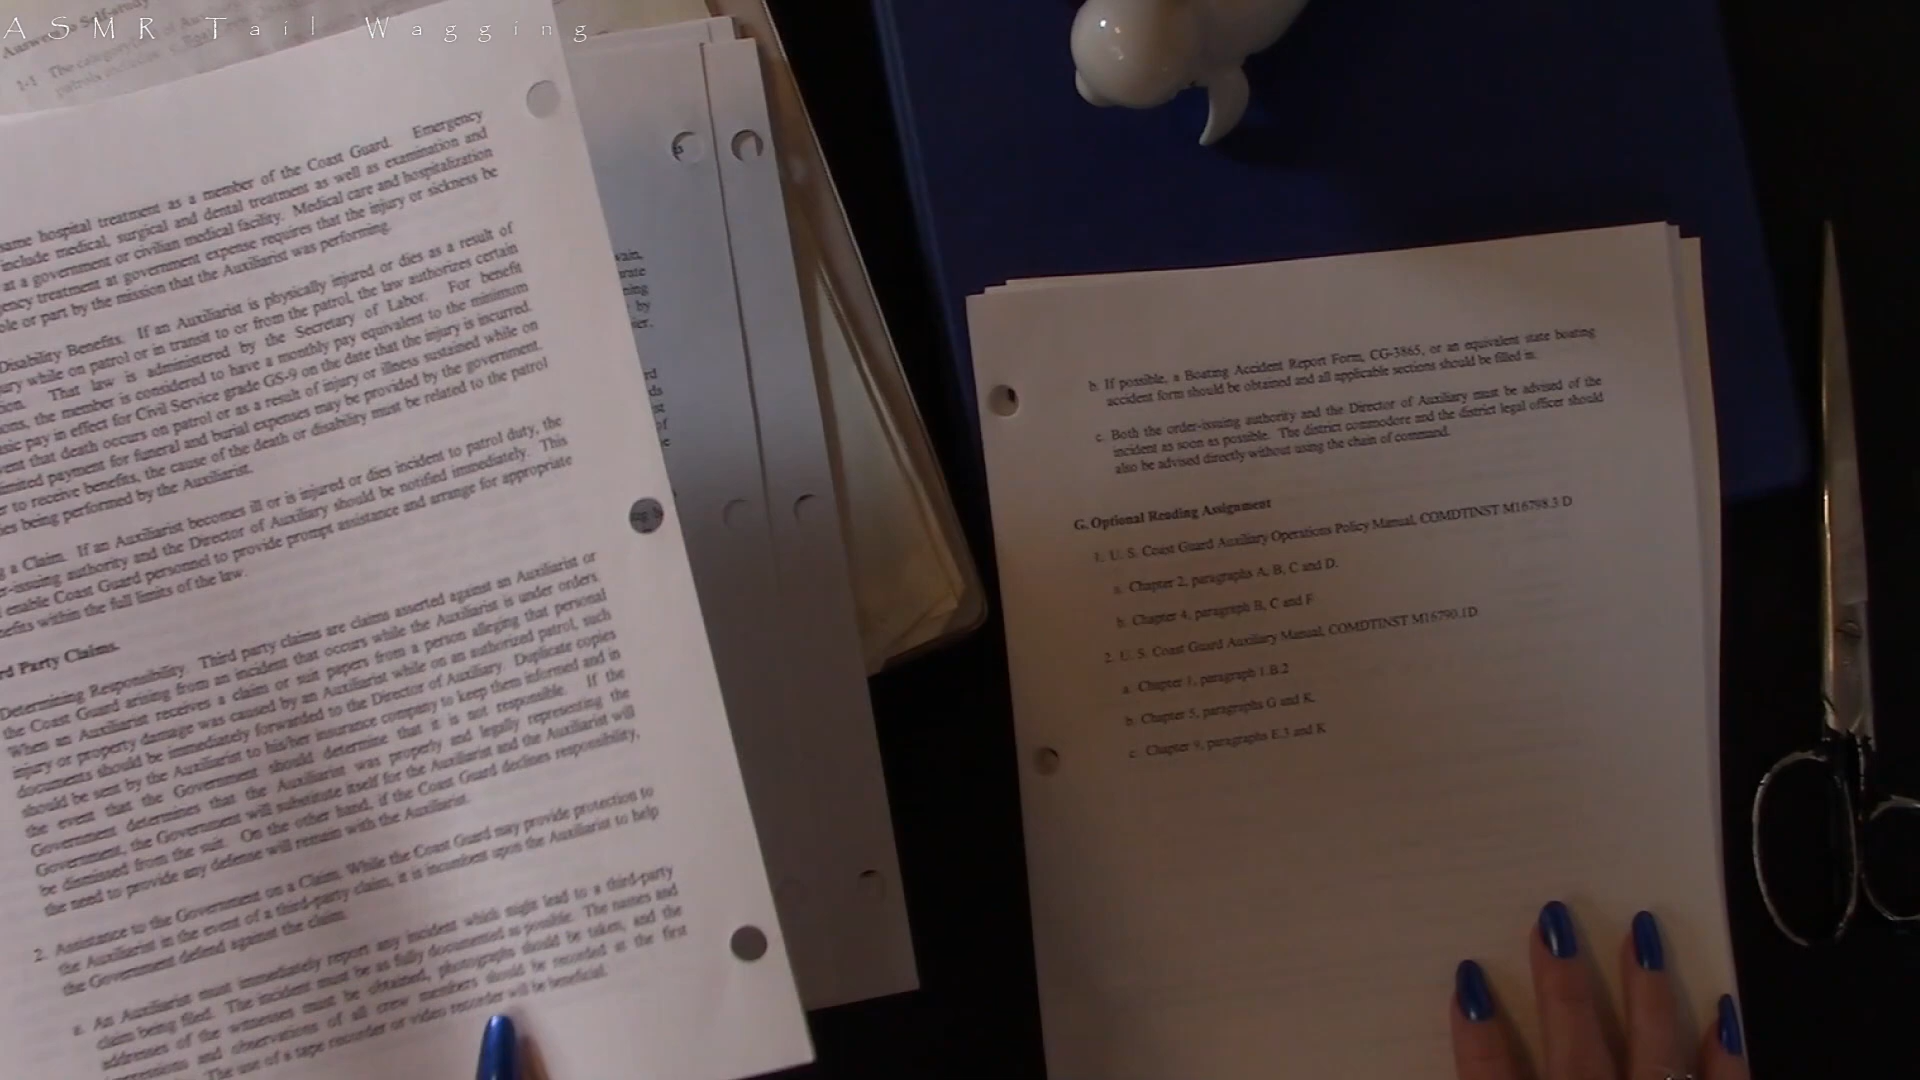 ASMR Tail Wagging
Answers to Self-study
1-1 The category
patrols includes
same hospital treatment as a member of the Coast Guard. Emergency
include medical, surgical and dental treatment as well as examination and
at a government or civilian medical facility. Medical care and hospitalization
gency treatment at government expense requires that the injury or sickness be
ole or part by the mission that the Auxiliarist was performing.
Disability Benefits. If an Auxiliarist is physically injured or dies as a result of
ury while on patrol or in transit to or from the patrol, the law authorizes certain
tion. That law is administered by the Secretary of Labor. For benefit
ions, the member is considered to have a monthly pay equivalent to the minimum
asic pay in effect for Civil Service grade GS-9 on the date that the injury is incurred.
vent that death occurs on patrol or as a result of injury or illness sustained while on
limited payment for funeral and burial expenses may be provided by the government.
er to receive benefits, the cause of the death or disability must be related to the patrol
ies being performed by the Auxiliarist.
g a Claim. If an Auxiliarist becomes ill or is injured or dies incident to patrol duty, the
er-issuing authority and the Director of Auxiliary should be notified immediately. This
l enable Coast Guard personnel to provide prompt assistance and arrange for appropriate
nefits within the full limits of the law.
rd Party Claims.
Determining Responsibility. Third party claims are claims asserted against an Auxiliarist or
the Coast Guard arising from an incident that occurs while the Auxiliarist is under orders.
When an Auxiliarist receives a claim or suit papers from a person alleging that personal
injury or property damage was caused by an Auxiliarist while on an authorized patrol, such
documents should be immediately forwarded to the Director of Auxiliary. Duplicate copies
should be sent by the Auxiliarist to his/her insurance company to keep them informed and in
the event that the Government should determine that it is not responsible. If the
Government determines that the Auxiliarist was properly and legally representing the
Government, the Government will substitute itself for the Auxiliarist and the Auxiliarist will
be dismissed from the suit. On the other hand, if the Coast Guard declines responsibility,
the need to provide any defense will remain with the Auxiliarist.
2. Assistance to the Government on a Claim. While the Coast Guard may provide protection to
the Auxiliarist in the event of a third-party claim, it is incumbent upon the Auxiliarist to help
the Government defend against the claim.
a. An Auxiliarist must immediately report any incident which might lead to a third-party
claim being filed. The incident must be as fully documented as possible. The names and
addresses of the witnesses must be obtained, photographs should be taken, and the
impressions and observations of all crew members should be recorded at the first
The use of a tape recorder or video recorder will be beneficial.
b. If possible, a Boating Accident Report Form, CG-3865, or an equivalent state boating
accident form should be obtained and all applicable sections should be filled in.
c. Both the order-issuing authority and the Director of Auxiliary must be advised of the
incident as soon as possible. The district commodore and the district legal officer should
also be advised directly without using the chain of command.
G. Optional Reading Assignment
1. U. S. Coast Guard Auxiliary Operations Policy Manual, COMDTINST M16798.3 D
a. Chapter 2, paragraphs A, B, C and D.
b. Chapter 4, paragraph B, C and F
2. U. S. Coast Guard Auxiliary Manual, COMDTINST M16790.1D
a. Chapter 1, paragraph 1.B.2
b. Chapter 5, paragraphs G and K.
c. Chapter 9, paragraphs E.3 and K